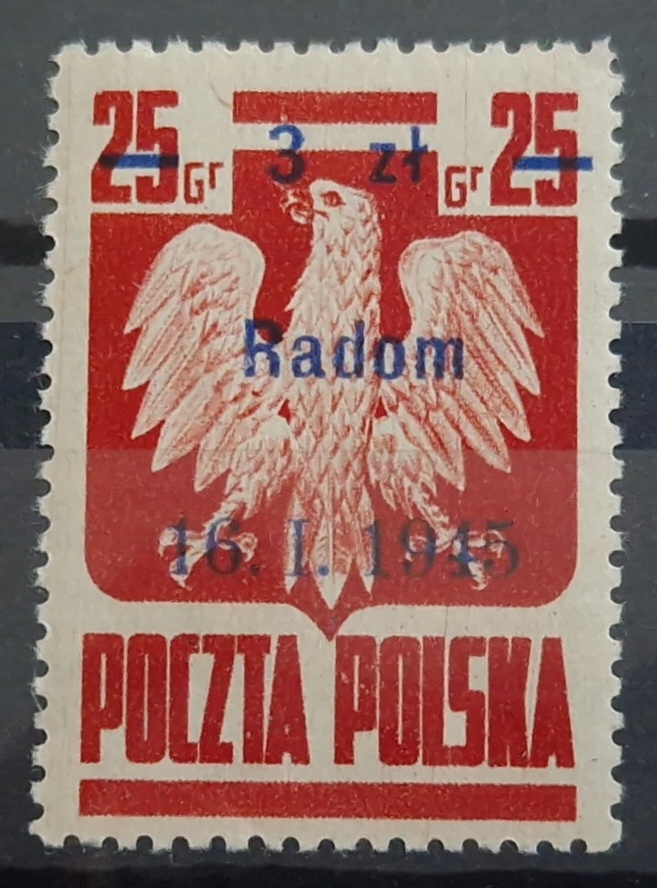 25 Gr 3 zł Gr 25
Radom
16. I. 1945
POCZTA POLSKA